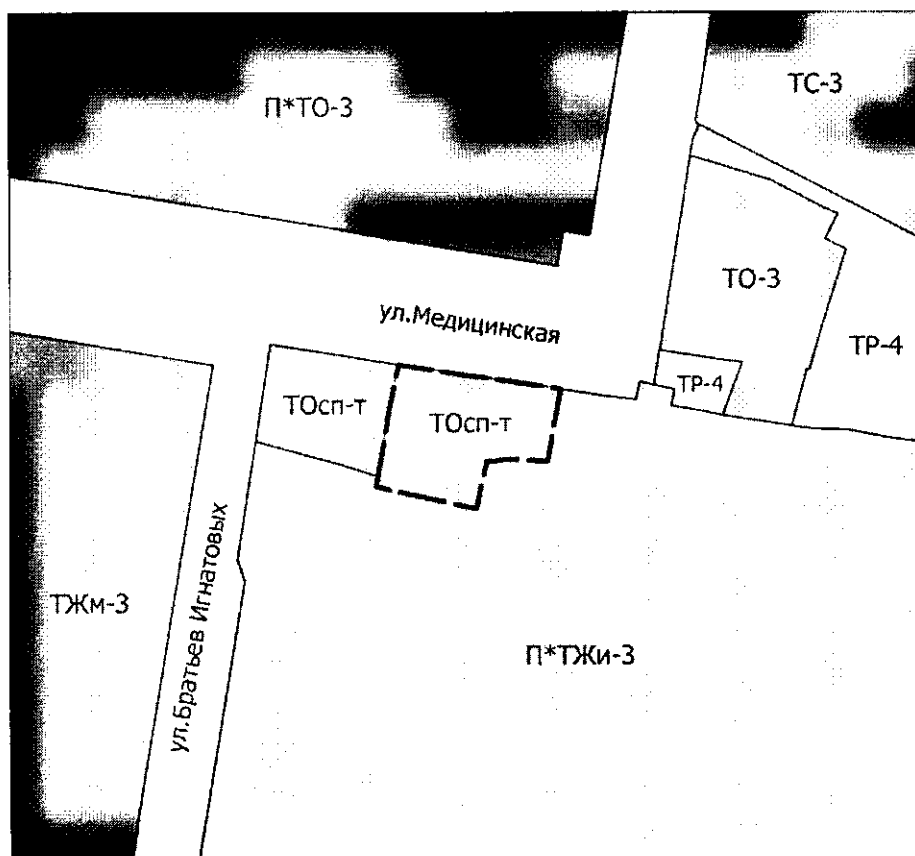 ТС-3
П*ТО-3
ТО-3
ул.Медицинская
ТР-4
ТР-4
ТОсп-т
ТОсп-т
ТЖм-3
ул.Братьев Игнатовых
П*ТЖи-3